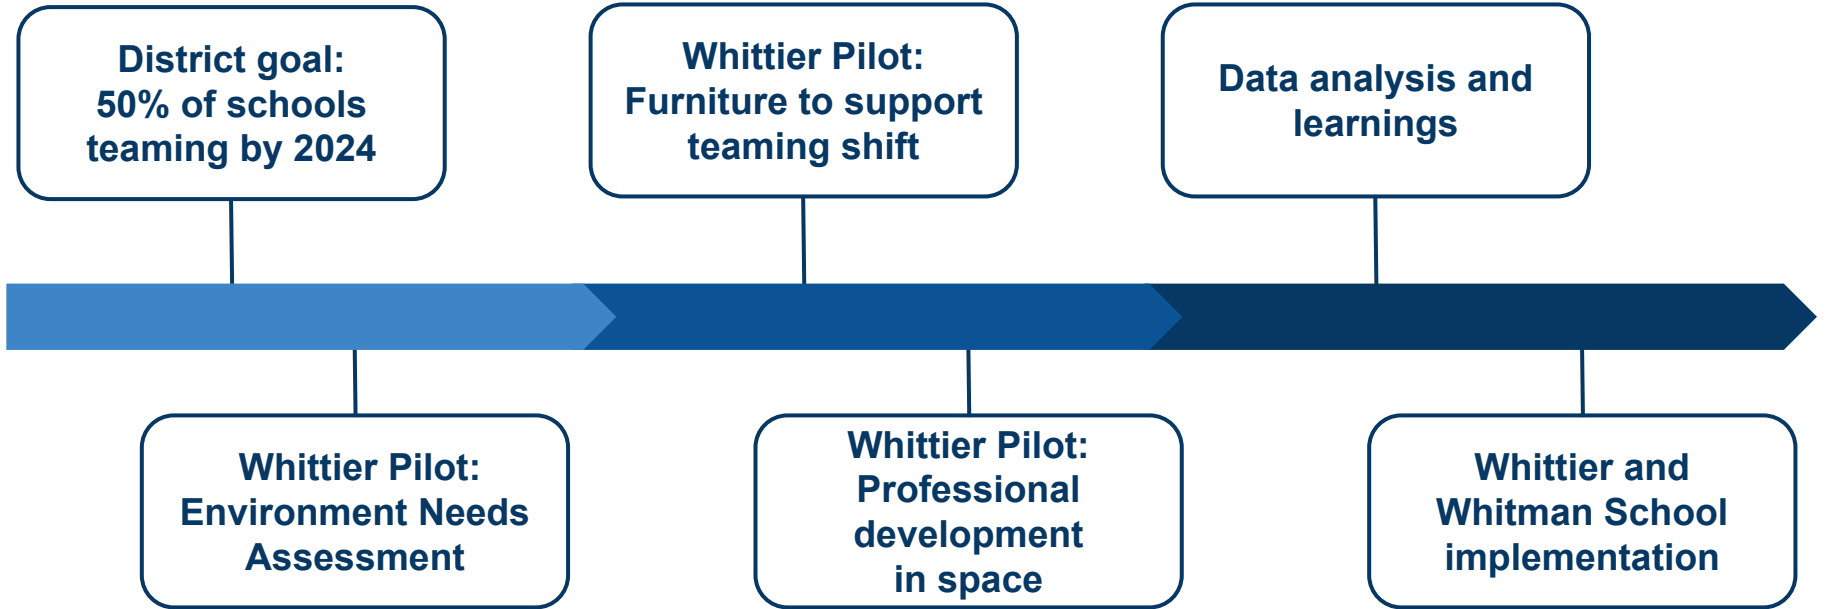 District goal:
50% of schools
teaming by 2024
Whittier Pilot:
Environment Needs
Assessment
Whittier Pilot:
Furniture to support
teaming shift
Whittier Pilot:
Professional
development
in space
Data analysis and
learnings
Whittier and
Whitman School
implementation